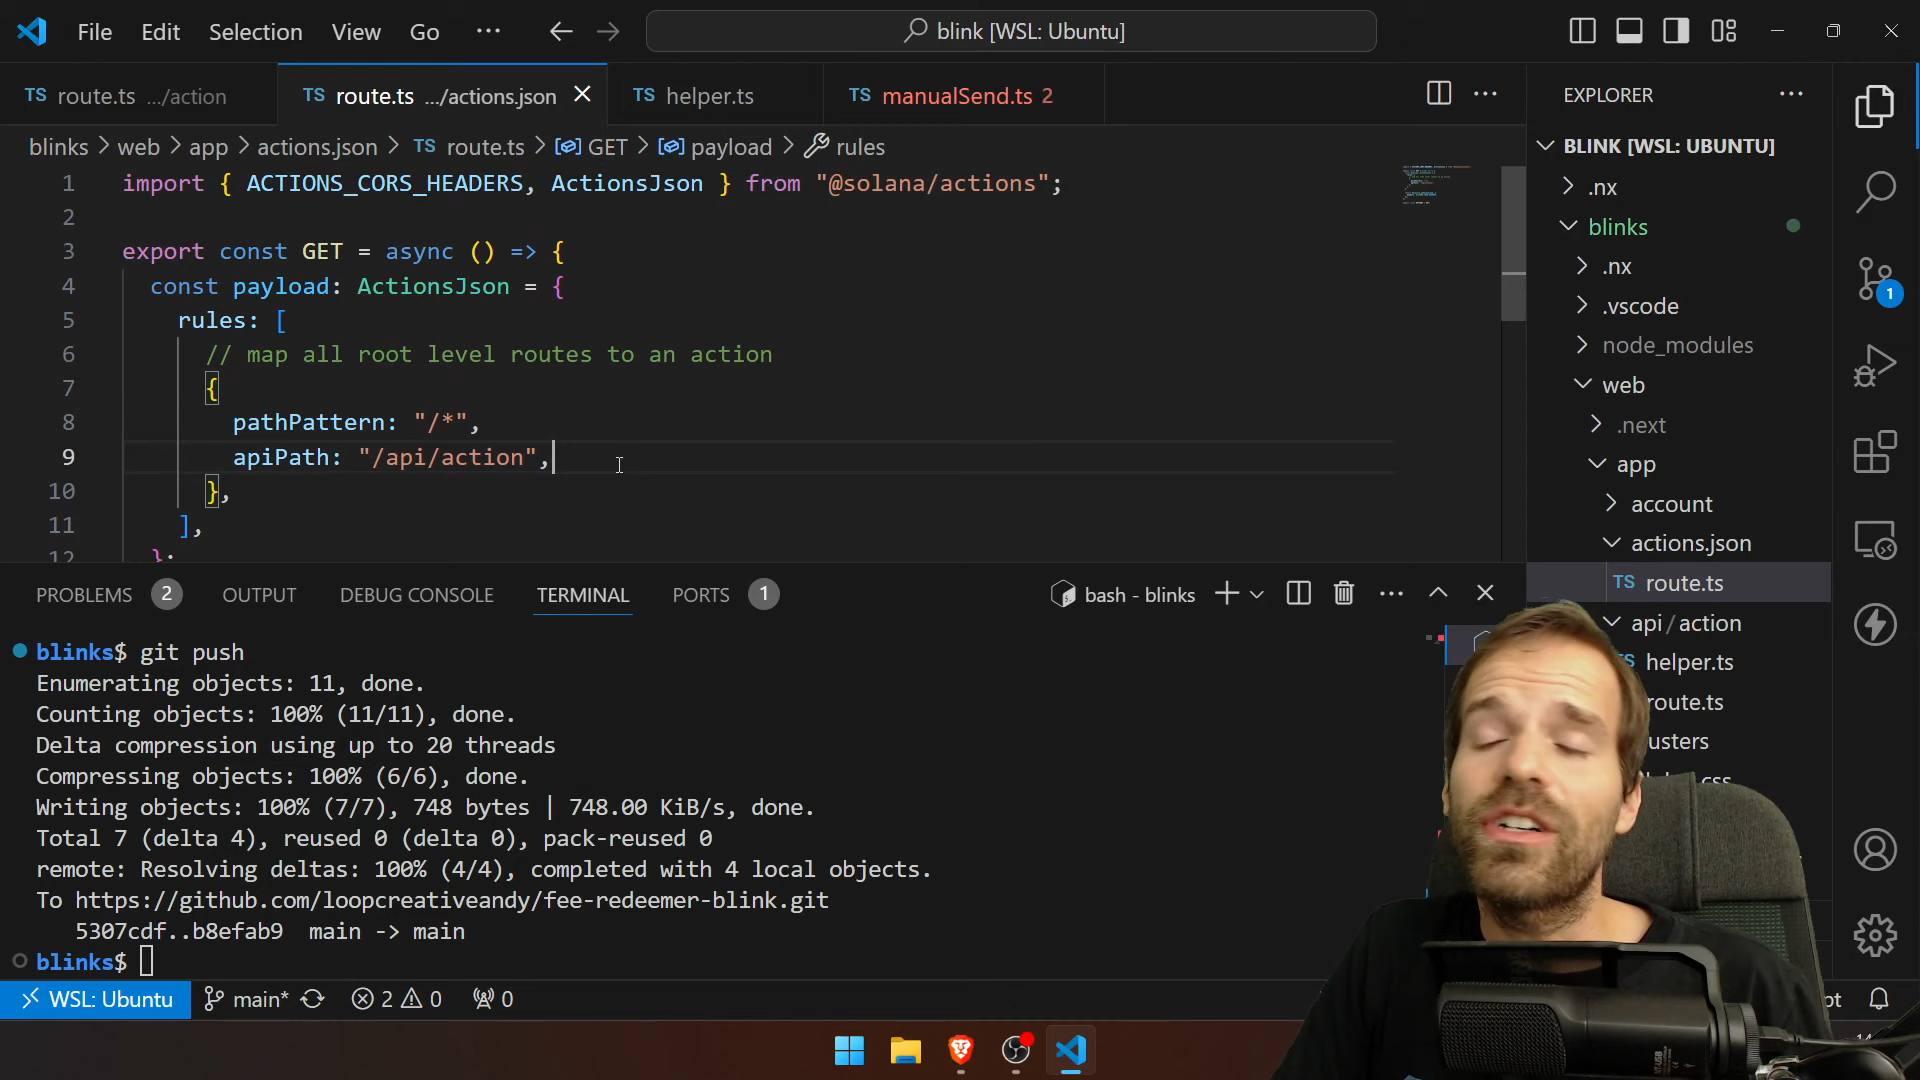 File Edit Selection View Go ··· blink [WSL: Ubuntu]
TS route.ts .../action TS route.ts .../actions.json TS helper.ts TS manualSend.ts 2
blinks > web > app > actions.json > TS route.ts > GET > payload > rules
1 import { ACTIONS_CORS_HEADERS, ActionsJson } from "@solana/actions";
2
3 export const GET = async () => {
4 const payload: ActionsJson = {
5 rules: [
6 // map all root level routes to an action
7 {
8 pathPattern: "/*",
9 apiPath: "/api/action",
10 },
11 ],
12 };
PROBLEMS 2 OUTPUT DEBUG CONSOLE TERMINAL PORTS 1 bash - blinks
blinks$ git push
Enumerating objects: 11, done.
Counting objects: 100% (11/11), done.
Delta compression using up to 20 threads
Compressing objects: 100% (6/6), done.
Writing objects: 100% (7/7), 748 bytes | 748.00 KiB/s, done.
Total 7 (delta 4), reused 0 (delta 0), pack-reused 0
remote: Resolving deltas: 100% (4/4), completed with 4 local objects.
To https://github.com/loopcreativeandy/fee-redeemer-blink.git
5307cdf..b8efab9 main -> main
blinks$
WSL: Ubuntu main* 2 0 0
EXPLORER
BLINK [WSL: UBUNTU]
.nx
blinks
.nx
.vscode
node_modules
web
.next
app
account
actions.json
TS route.ts
api/action
helper.ts
route.ts
usters
1